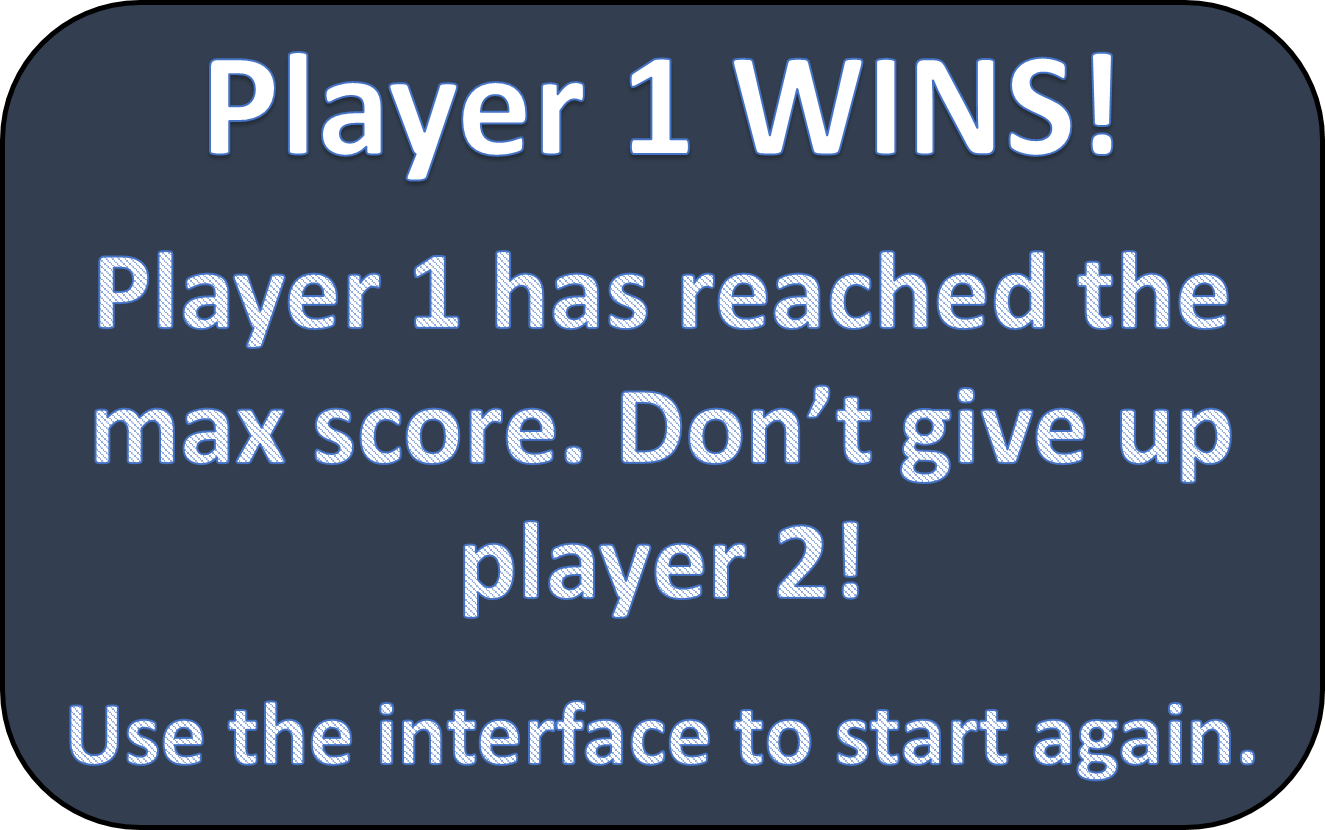 Player 1 WINS!
Player 1 has reached the
max score. Don’t give up
player 2!
Use the interface to start again.